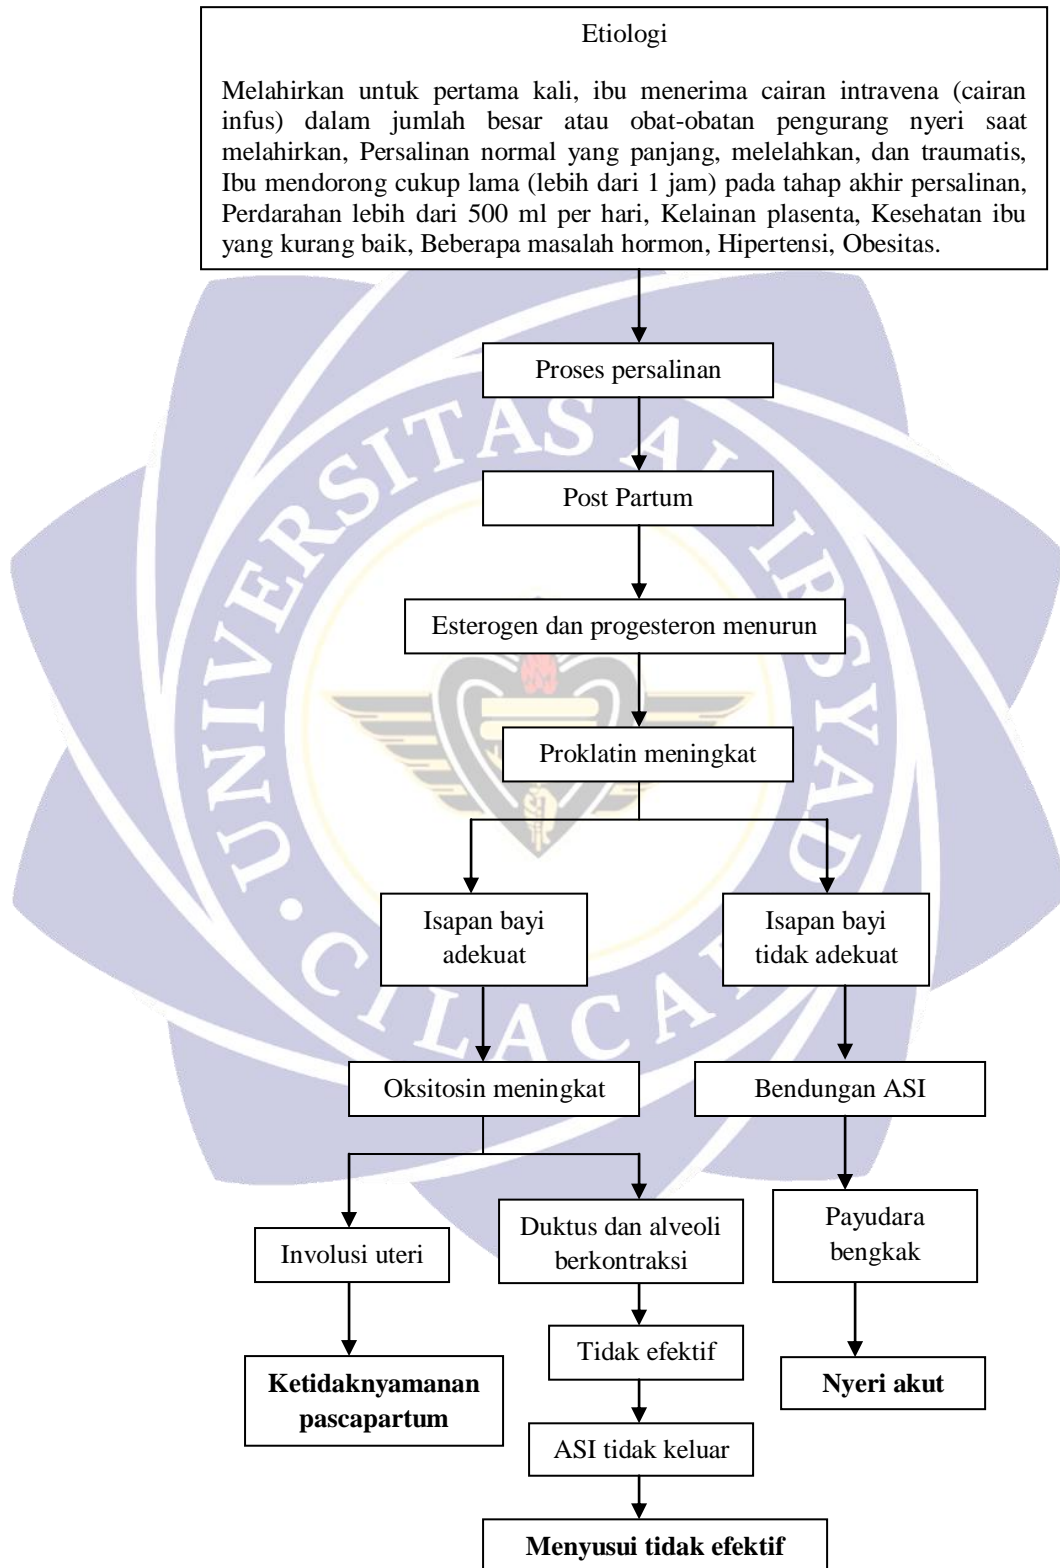 Etiologi
Melahirkan untuk pertama kali, ibu menerima cairan intravena (cairan
infus) dalam jumlah besar atau obat-obatan pengurang nyeri saat
melahirkan, Persalinan normal yang panjang, melelahkan, dan traumatis,
Ibu mendorong cukup lama (lebih dari 1 jam) pada tahap akhir persalinan,
Perdarahan lebih dari 500 ml per hari, Kelainan plasenta, Kesehatan ibu
yang kurang baik, Beberapa masalah hormon, Hipertensi, Obesitas.
Proses persalinan
Post Partum
Esterogen dan progesteron menurun
Proklatin meningkat
Isapan bayi
adekuat
Isapan bayi
tidak adekuat
Oksitosin meningkat
Bendungan ASI
Involusi uteri
Duktus dan alveoli
berkontraksi
Payudara
bengkak
Tidak efektif
Ketidaknyamanan
pascapartum
Nyeri akut
ASI tidak keluar
Menyusui tidak efektif
UNIVERSITAS AL IRSYAD
CILACAP